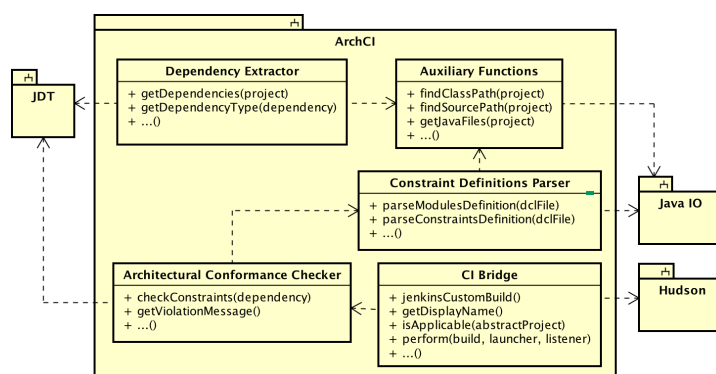 ArchCI
JDT
Dependency Extractor
+ getDependencies(project)
+ getDependencyType(dependency)
+ ...()
Auxiliary Functions
+ findClassPath(project)
+ findSourcePath(project)
+ getJavaFiles(project)
+ ...()
Constraint Definitions Parser
+ parseModulesDefinition(dclFile)
+ parseConstraintsDefinition(dclFile)
+ ...()
Java IO
Architectural Conformance Checker
+ checkConstraints(dependency)
+ getViolationMessage()
+ ...()
CI Bridge
+ jenkinsCustomBuild()
+ getDisplayName()
+ isApplicable(abstractProject)
+ perform(build, launcher, listener)
+ ...()
Hudson